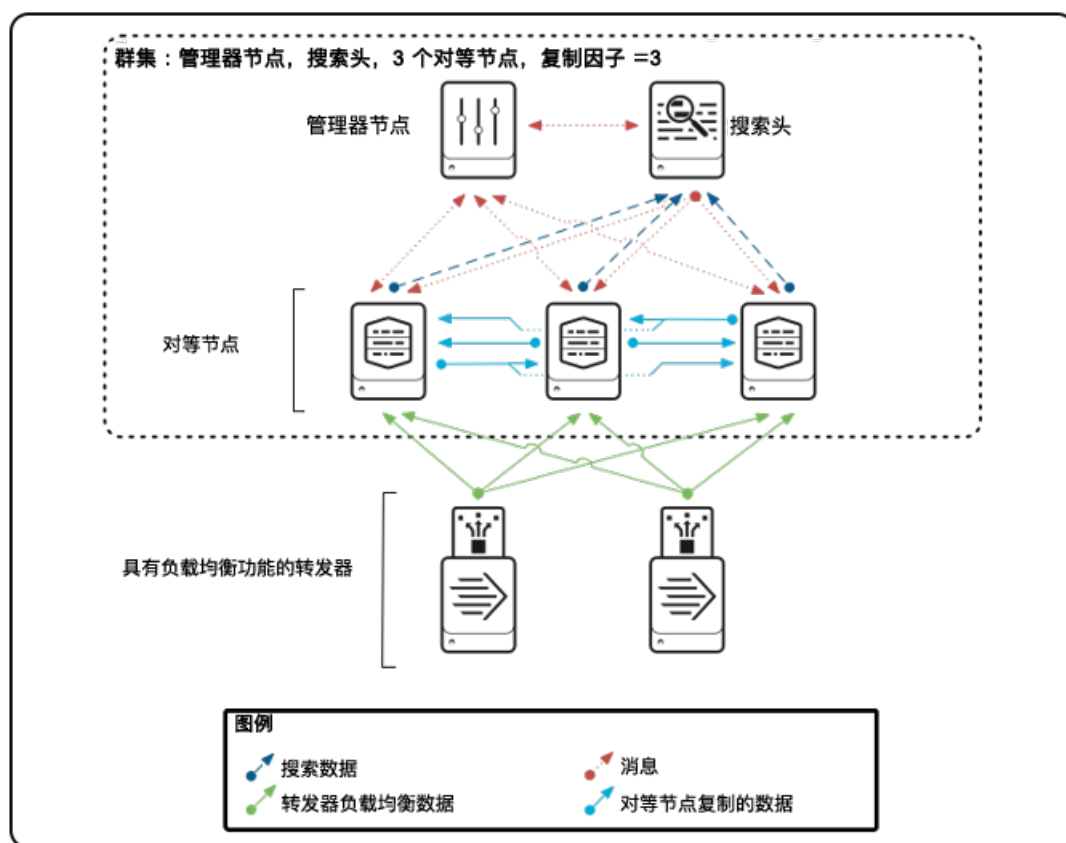 群集：管理器节点，搜索头，3 个对等节点，复制因子 =3
管理器节点
搜索头
对等节点
具有负载均衡功能的转发器
图例
搜索数据
消息
转发器负载均衡数据
对等节点复制的数据